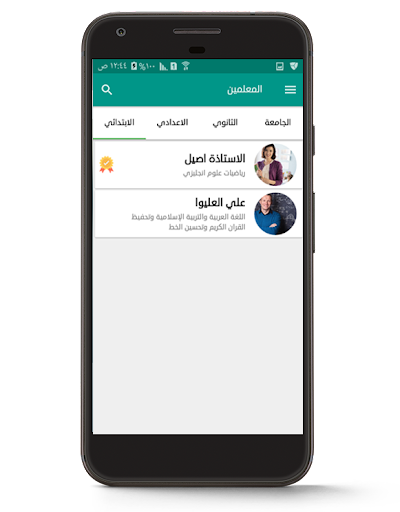 ١٢:٤٤ ص
%١٠٠
المعلمين
الجامعة الثانوي الاعدادي الابتدائي
الاستاذة اصيل
رياضيات علوم انجليزي
علي العليوا
اللغة العربية والتربية الإسلامية وتحفيظ
القران الكريم وتحسين الخط